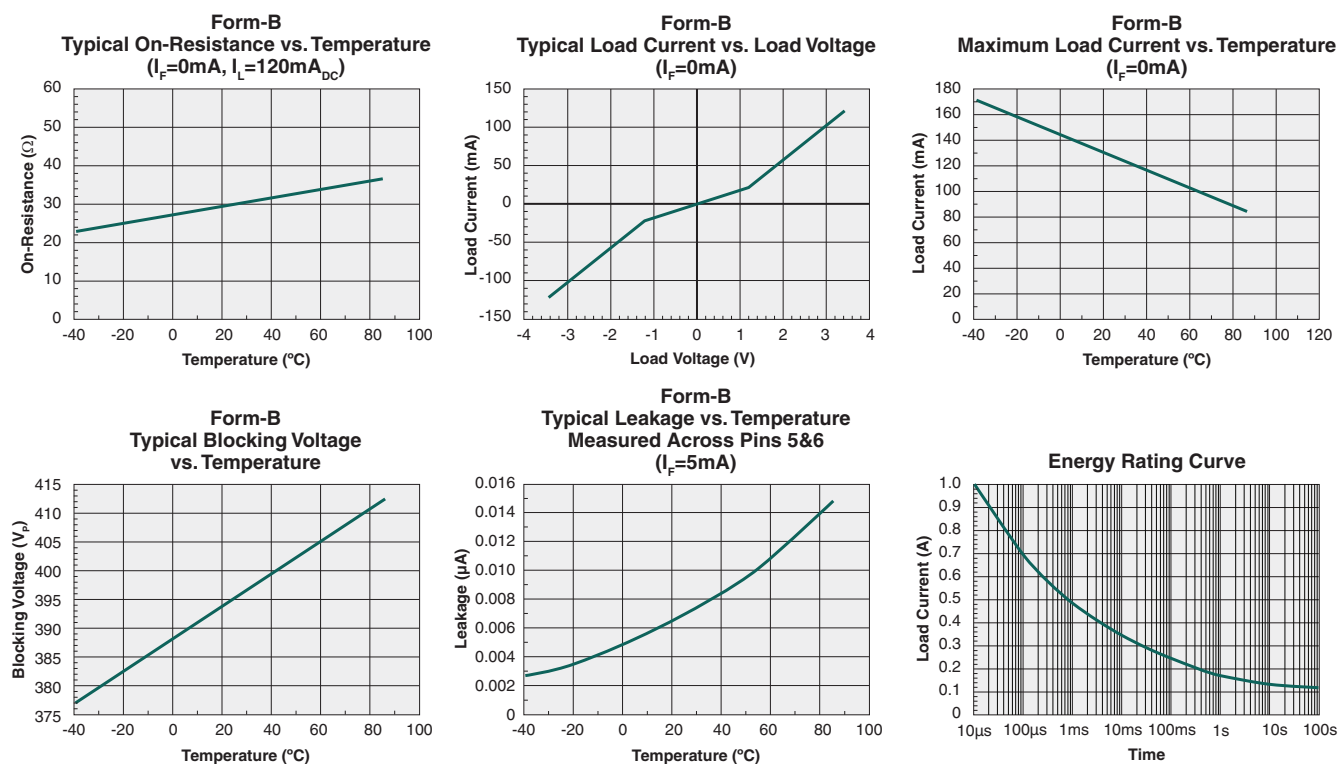 Form-B
Typical On-Resistance vs. Temperature
(IF=0mA, IL=120mADC)
60
50
40
30
20
10
0
On-Resistance (Ω)
-40 -20 0 20 40 60 80 100
Temperature (ºC)
Form-B
Typical Load Current vs. Load Voltage
(IF=0mA)
150
100
50
0
-50
-100
-150
Load Current (mA)
-4 -3 -2 -1 0 1 2 3 4
Load Voltage (V)
Form-B
Maximum Load Current vs. Temperature
(IF=0mA)
180
160
140
120
100
80
60
40
20
0
Load Current (mA)
-40 -20 0 20 40 60 80 100 120
Temperature (ºC)
Form-B
Typical Blocking Voltage
vs. Temperature
415
410
405
400
395
390
385
380
375
Blocking Voltage (VP)
-40 -20 0 20 40 60 80 100
Temperature (ºC)
Form-B
Typical Leakage vs. Temperature
Measured Across Pins 5&6
(IF=5mA)
0.016
0.014
0.012
0.010
0.008
0.006
0.004
0.002
0
Leakage (µA)
-40 -20 0 20 40 60 80 100
Temperature (ºC)
Energy Rating Curve
1.0
0.9
0.8
0.7
0.6
0.5
0.4
0.3
0.2
0.1
0
Load Current (A)
10µs 100µs 1ms 10ms 100ms 1s 10s 100s
Time